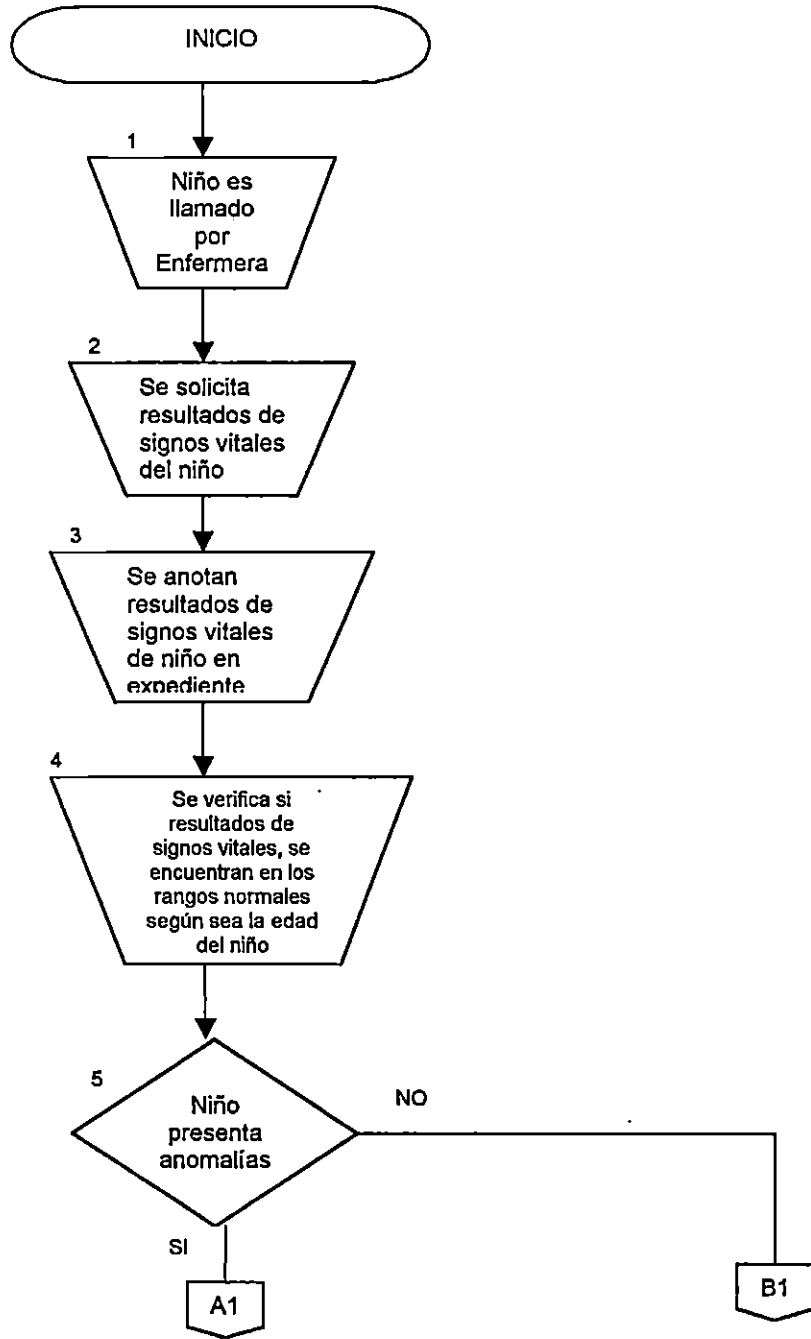 INICIO
1
Niño es
llamado
por
Enfermera
2
Se solicita
resultados de
signos vitales
del niño
3
Se anotan
resultados de
signos vitales
de niño en
expediente
4
Se verifica si
resultados de
signos vitales, se
encuentran en los
rangos normales
según sea la edad
del niño
5
Niño
presenta
anomalías
NO
SI
A1
B1